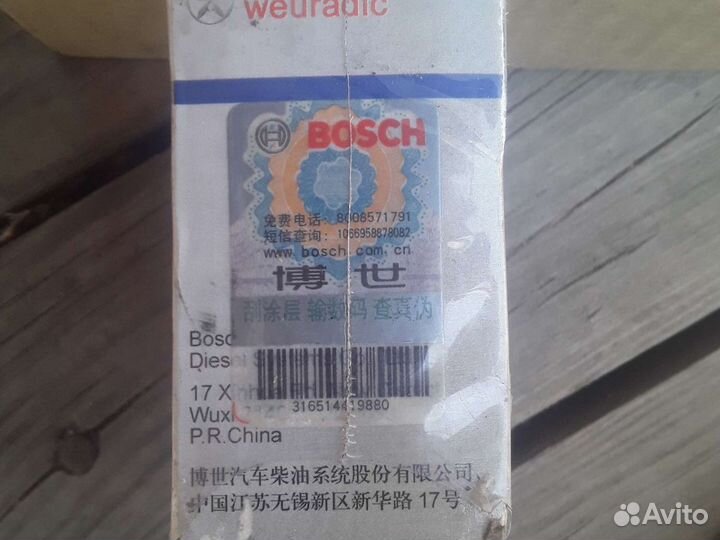 weuradic
BOSCH
免费电话: 8008571791
短信查询: 1066958878082
www.bosch.com.cn
博世
刮涂层 输数码 查真伪
Bosc
Diesel S
17 Xinh
Wuxi
P.R.China
316514419880
博世汽车柴油系统股份有限公司、
中国江苏无锡新区新华路 17号
Avito